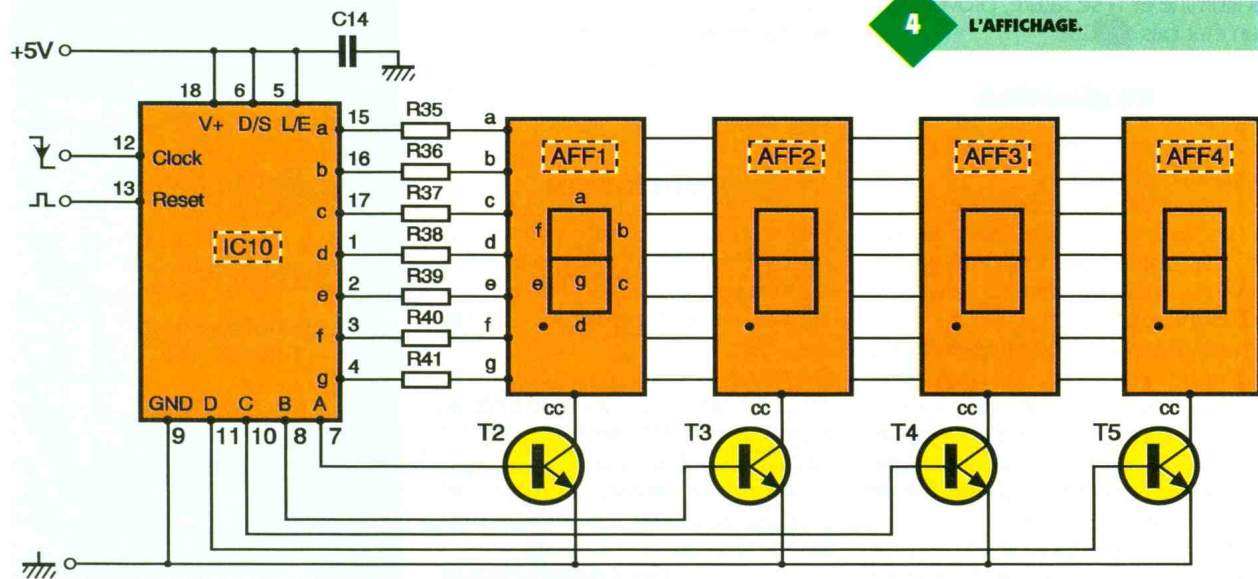 4 L'AFFICHAGE.
C14
+5V
18 6 5
V+ D/S L/E
12 Clock
13 Reset
IC10
a 15 R35 a
b 16 R36 b
c 17 R37 c
d 1 R38 d
e 2 R39 e
f 3 R40 f
g 4 R41 g
GND D C B A
9 11 10 8 7
AFF1 AFF2 AFF3 AFF4
a
f b
g
e c
d
cc cc cc cc
T2 T3 T4 T5